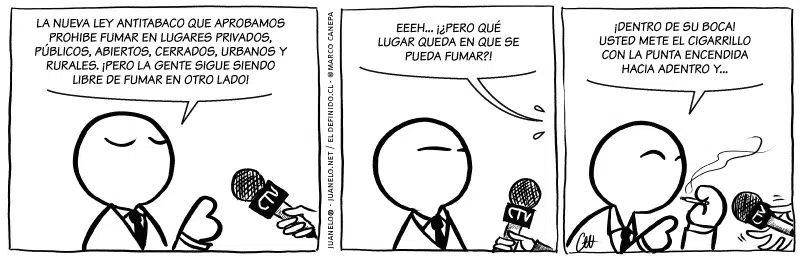 LA NUEVA LEY ANTITABACO QUE APROBAMOS
PROHIBE FUMAR EN LUGARES PRIVADOS,
PÚBLICOS, ABIERTOS, CERRADOS, URBANOS Y
RURALES. ¡PERO LA GENTE SIGUE SIENDO
LIBRE DE FUMAR EN OTRO LADO!
CTV
JUANELO® - JUANELO.NET / EL DEFINIDO.CL - ®MARCO CANEPA
EEEH... ¡¿PERO QUÉ
LUGAR QUEDA EN QUE SE
PUEDA FUMAR?!
CTV
¡DENTRO DE SU BOCA!
USTED METE EL CIGARRILLO
CON LA PUNTA ENCENDIDA
HACIA ADENTRO Y...
CTV